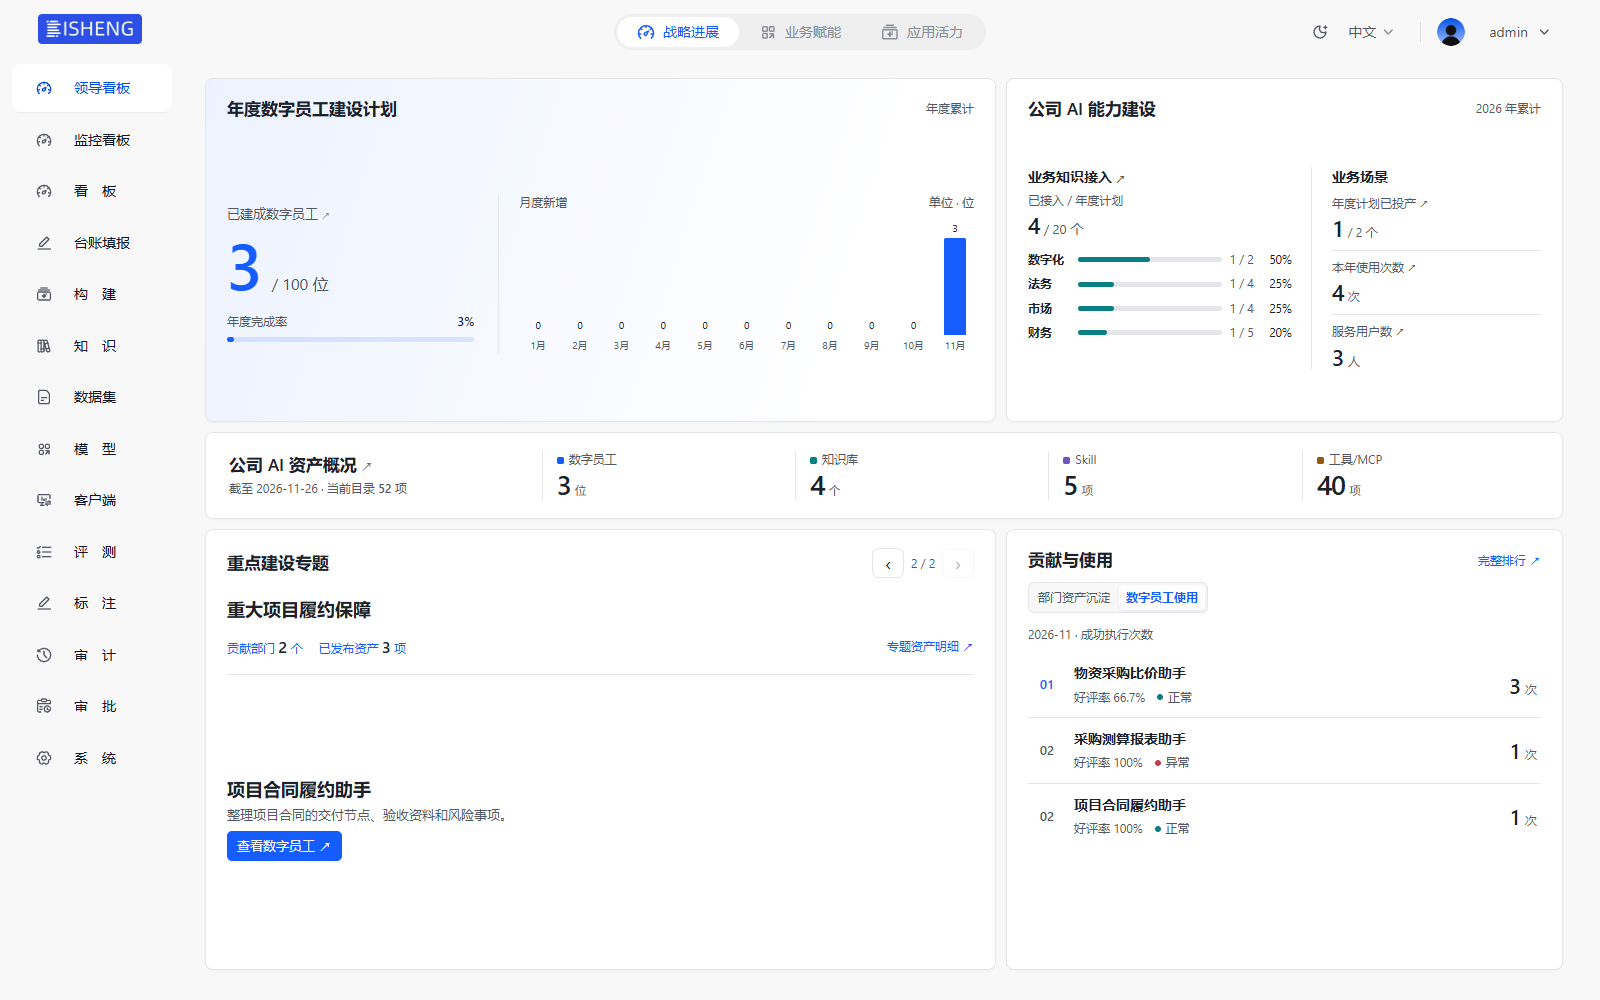 ISHENG
战略进展
业务赋能
应用活力
中文
admin
领导看板
监控看板
看 板
台账填报
构 建
知 识
数据集
模 型
客户端
评 测
标 注
审 计
审 批
系 统
年度数字员工建设计划
年度累计
已建成数字员工 ↗
3 / 100 位
年度完成率 3%
月度新增
单位 · 位
0 0 0 0 0 0 0 0 0 0 3
1月 2月 3月 4月 5月 6月 7月 8月 9月 10月 11月
公司 AI 能力建设
2026 年累计
业务知识接入 ↗
已接入 / 年度计划
4 / 20 个
数字化 1 / 2 50%
法务 1 / 4 25%
市场 1 / 4 25%
财务 1 / 5 20%
业务场景
年度计划已投产 ↗
1 / 2 个
本年使用次数 ↗
4 次
服务用户数 ↗
3 人
公司 AI 资产概况 ↗
截至 2026-11-26 · 当前目录 52 项
数字员工
3 位
知识库
4 个
Skill
5 项
工具/MCP
40 项
重点建设专题
‹ 2 / 2 ›
重大项目履约保障
贡献部门 2 个 已发布资产 3 项
专题资产明细 ↗
项目合同履约助手
整理项目合同的交付节点、验收资料和风险事项。
查看数字员工 ↗
贡献与使用
完整排行 ↗
部门资产沉淀 数字员工使用
2026-11 · 成功执行次数
01 物资采购比价助手
好评率 66.7% 正常
3 次
02 采购测算报表助手
好评率 100% 异常
1 次
02 项目合同履约助手
好评率 100% 正常
1 次